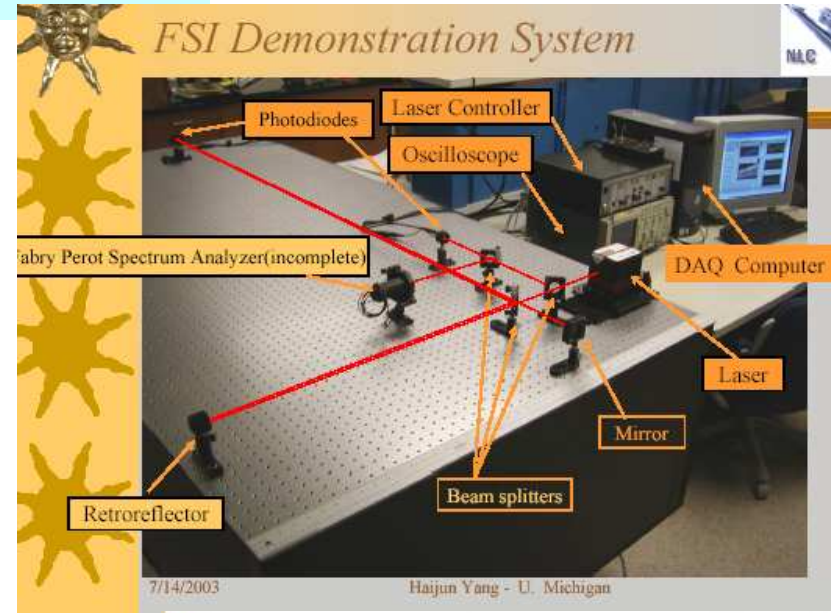 FSI Demonstration System
NLC
Photodiodes
Laser Controller
Oscilloscope
Fabry Perot Spectrum Analyzer(incomplete)
DAQ Computer
Laser
Mirror
Beam splitters
Retroreflector
7/14/2003
Haijun Yang - U. Michigan